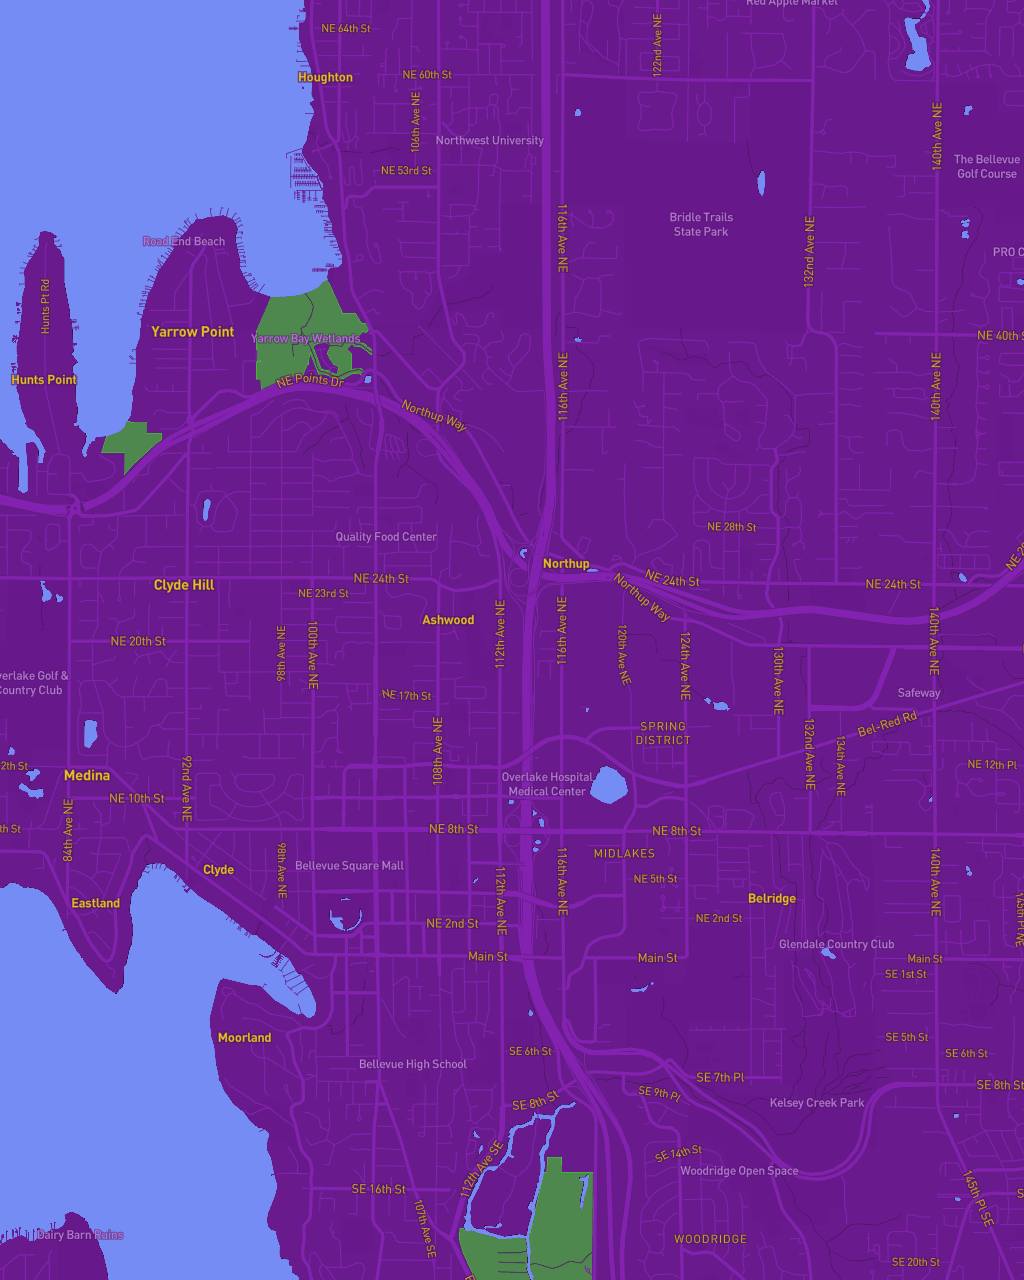 Red Apple Market
NE 64th St
122nd Ave NE
Houghton
NE 60th St
106th Ave NE
140th Ave NE
Northwest University
The Bellevue
Golf Course
NE 53rd St
Bridle Trails
State Park
116th Ave NE
132nd Ave NE
Road End Beach
PRO C
Hunts Pt Rd
Yarrow Point
Yarrow Bay Wetlands
NE 40th S
Hunts Point
NE Points Dr
116th Ave NE
140th Ave NE
Northup Way
NE 28th St
Quality Food Center
Northup
NE 2
Clyde Hill
NE 24th St
NE 24th St
NE 24th St
NE 23rd St
Northup Way
Ashwood
112th Ave NE
116th Ave NE
NE 20th St
98th Ave NE
100th Ave NE
120th Ave NE
124th Ave NE
130th Ave NE
140th Ave NE
verlake Golf &
Country Club
NE 17th St
Safeway
SPRING
DISTRICT
Bel-Red Rd
108th Ave NE
132nd Ave NE
134th Ave NE
2th St
Medina
92nd Ave NE
Overlake Hospital
Medical Center
NE 12th Pl
NE 10th St
84th Ave NE
th St
NE 8th St
NE 8th St
Clyde
98th Ave NE
Bellevue Square Mall
MIDLAKES
112th Ave NE
116th Ave NE
140th Ave NE
NE 5th St
Eastland
Belridge
145th Pl NE
NE 2nd St
NE 2nd St
Glendale Country Club
Main St
Main St
Main St
SE 1st St
Moorland
SE 5th St
SE 6th St
SE 6th St
Bellevue High School
SE 7th Pl
SE 8th St
SE 9th Pl
SE 8th St
Kelsey Creek Park
112th Ave SE
SE 14th St
Woodridge Open Space
SE 16th St
145th Pl SE
S
107th Ave SE
Dairy Barn Ruins
WOODRIDGE
SE 20th St
E